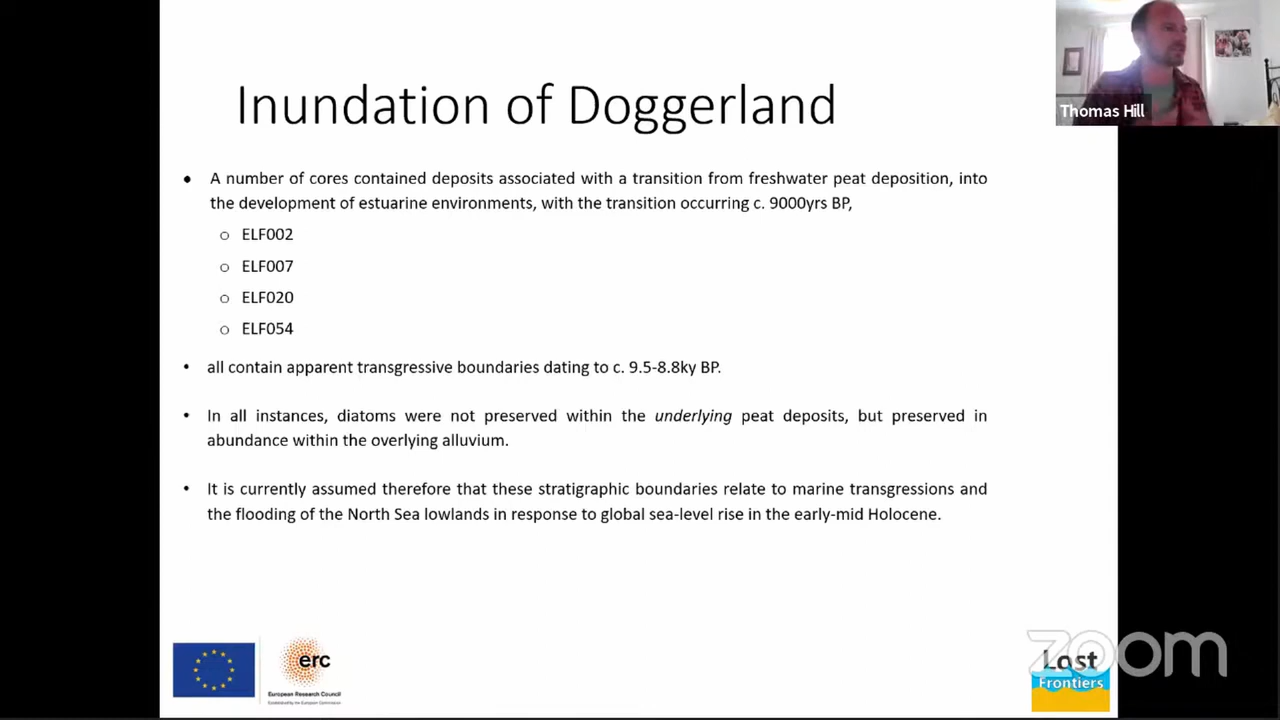 Thomas Hill
Inundation of Doggerland
• A number of cores contained deposits associated with a transition from freshwater peat deposition, into
the development of estuarine environments, with the transition occurring c. 9000yrs BP,
o ELF002
o ELF007
o ELF020
o ELF054
• all contain apparent transgressive boundaries dating to c. 9.5-8.8ky BP.
• In all instances, diatoms were not preserved within the underlying peat deposits, but preserved in
abundance within the overlying alluvium.
• It is currently assumed therefore that these stratigraphic boundaries relate to marine transgressions and
the flooding of the North Sea lowlands in response to global sea-level rise in the early-mid Holocene.
erc
European Research Council
Established by the European Commission
Lost
Frontiers
zoom